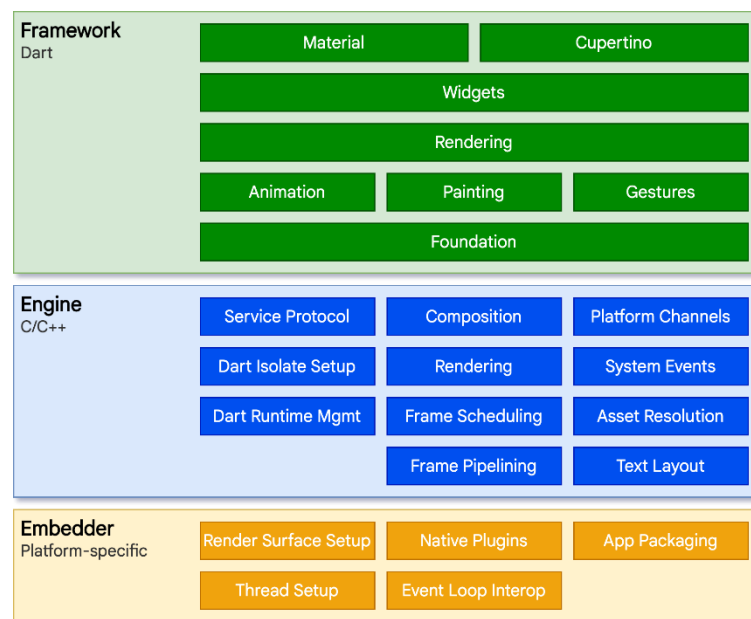 Framework
Dart
Material
Cupertino
Widgets
Rendering
Animation
Painting
Gestures
Foundation
Engine
C/C++
Service Protocol
Composition
Platform Channels
Dart Isolate Setup
Rendering
System Events
Dart Runtime Mgmt
Frame Scheduling
Asset Resolution
Frame Pipelining
Text Layout
Embedder
Platform-specific
Render Surface Setup
Native Plugins
App Packaging
Thread Setup
Event Loop Interop